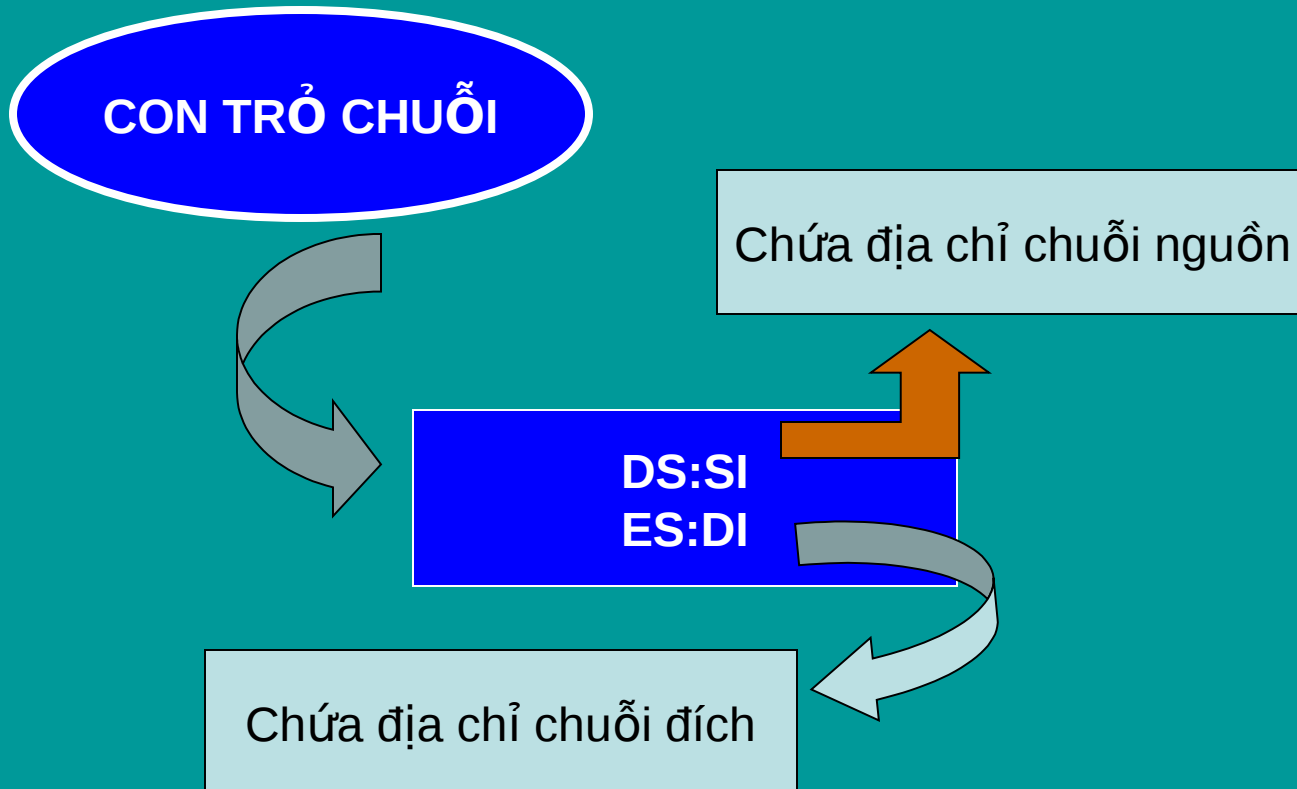 CON TRỎ CHUỖI
Chứa địa chỉ chuỗi nguồn
DS:SI
ES:DI
Chứa địa chỉ chuỗi đích